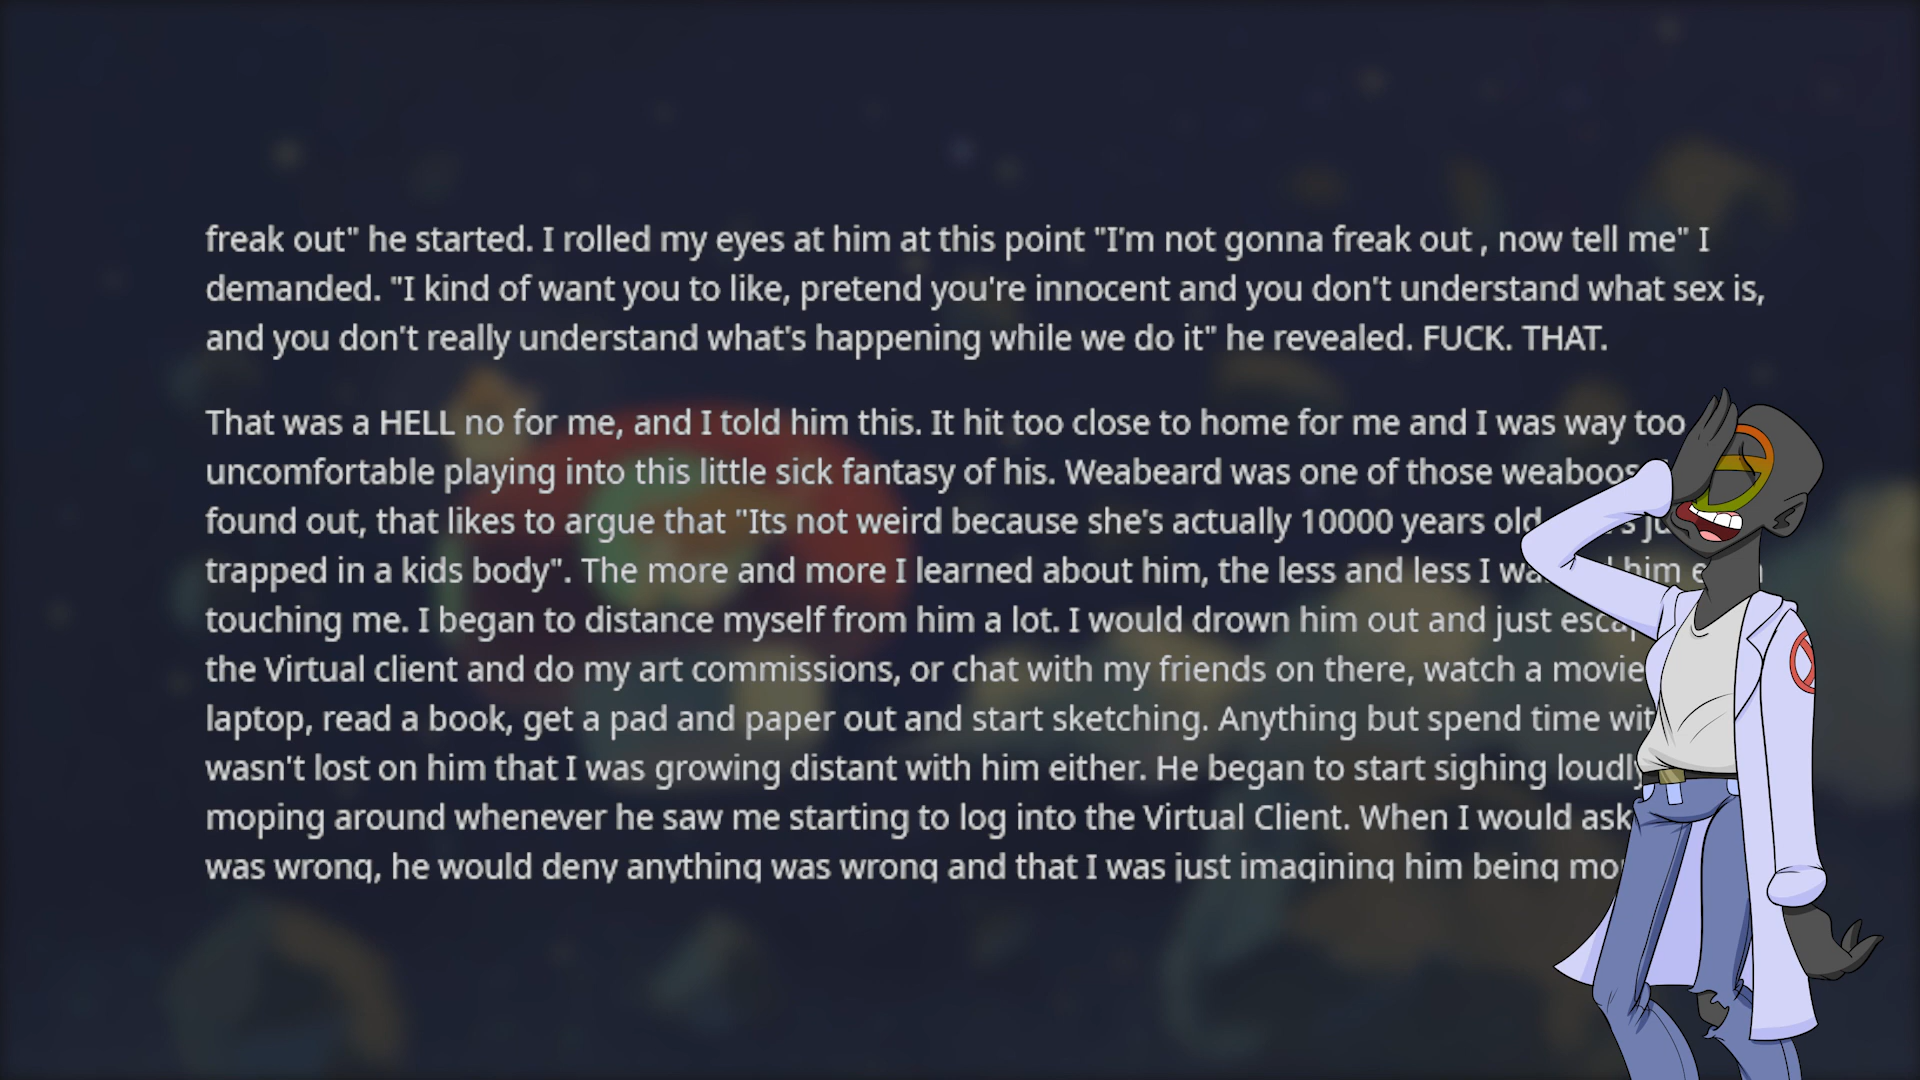 freak out" he started. I rolled my eyes at him at this point "I'm not gonna freak out , now tell me" I
demanded. "I kind of want you to like, pretend you're innocent and you don't understand what sex is,
and you don't really understand what's happening while we do it" he revealed. FUCK. THAT.
That was a HELL no for me, and I told him this. It hit too close to home for me and I was way too
uncomfortable playing into this little sick fantasy of his. Weabeard was one of those weaboos
found out, that likes to argue that "Its not weird because she's actually 10000 years old
trapped in a kids body". The more and more I learned about him, the less and less I him
touching me. I began to distance myself from him a lot. I would drown him out and just
the Virtual client and do my art commissions, or chat with my friends on there, watch a movie
laptop, read a book, get a pad and paper out and start sketching. Anything but spend time
wasn't lost on him that I was growing distant with him either. He began to start sighing loudly
moping around whenever he saw me starting to log into the Virtual Client. When I would ask
was wrong, he would deny anything was wrong and that I was just imagining him being